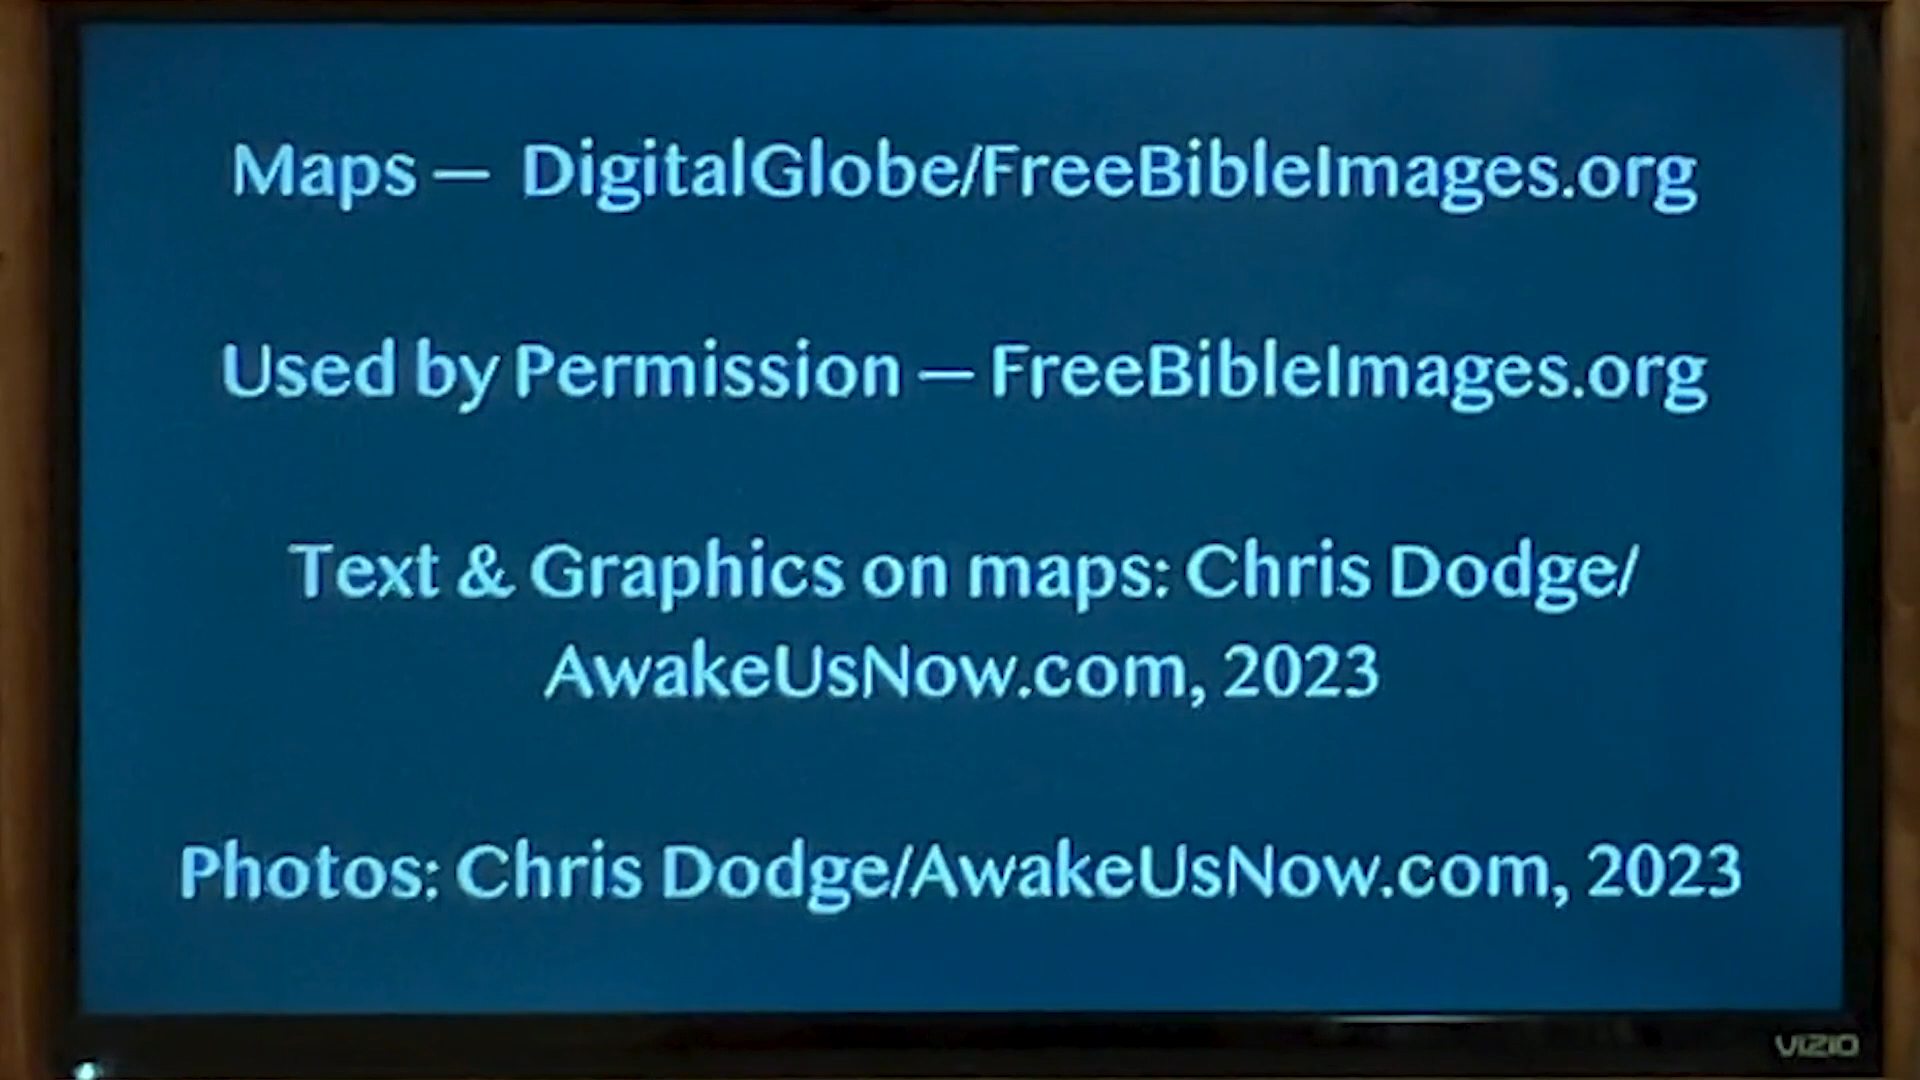 Maps — DigitalGlobe/FreeBibleImages.org
Used by Permission — FreeBibleImages.org
Text & Graphics on maps: Chris Dodge/
AwakeUsNow.com, 2023
Photos: Chris Dodge/AwakeUsNow.com, 2023
VIZIO